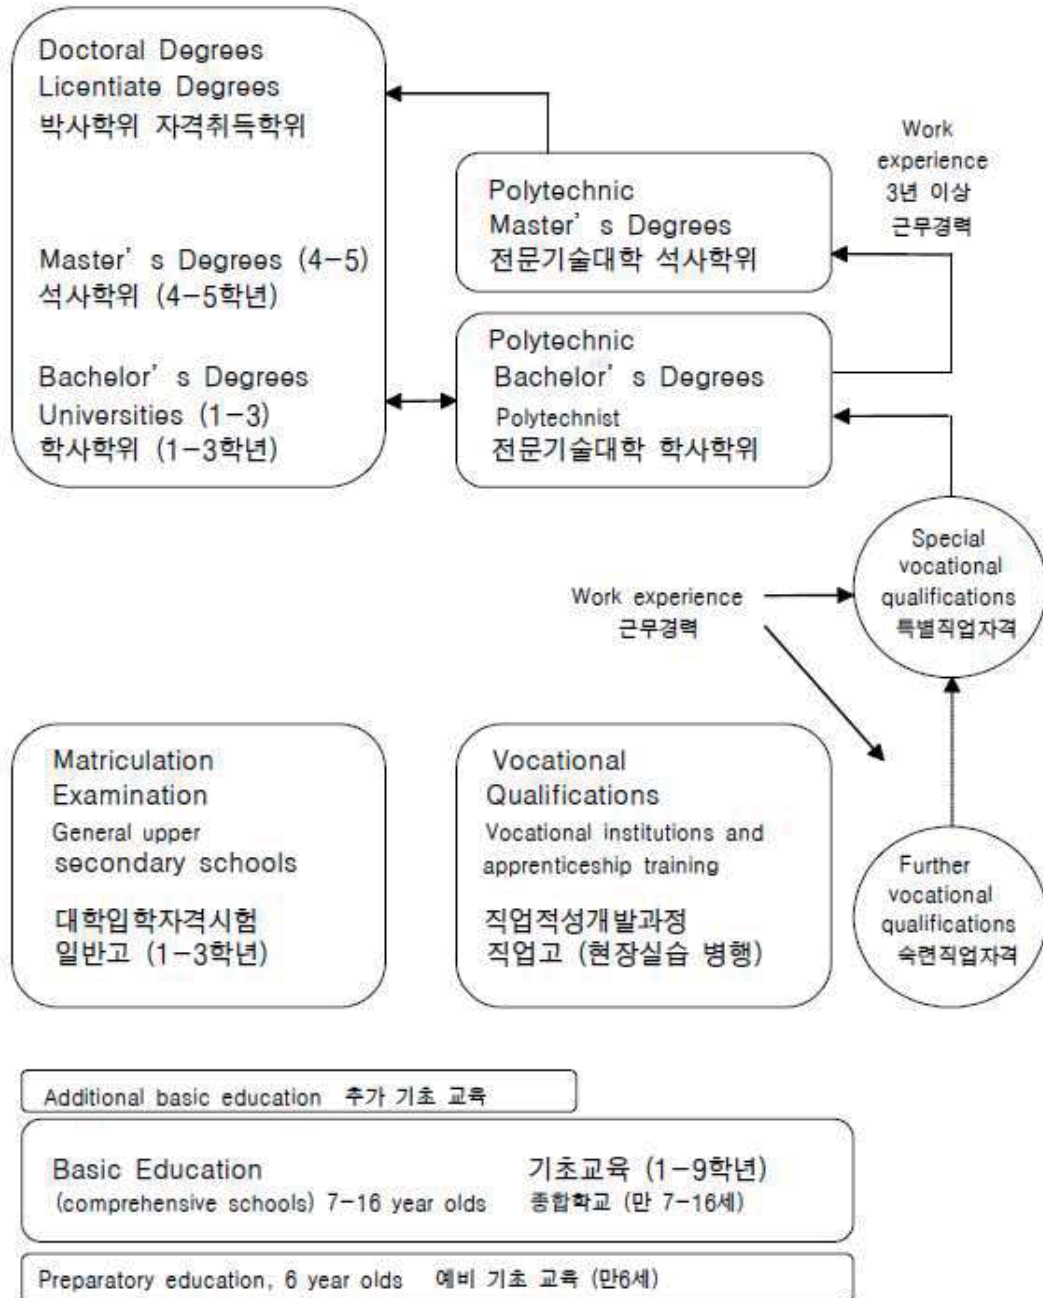 Doctoral Degrees
Licentiate Degrees
박사학위 자격취득학위
Master's Degrees (4-5)
석사학위 (4-5학년)
Bachelor's Degrees
Universities (1-3)
학사학위 (1-3학년)
Polytechnic
Master's Degrees
전문기술대학 석사학위
Work
experience
3년 이상
근무경력
Polytechnic
Bachelor's Degrees
Polytechnist
전문기술대학 학사학위
Special
vocational
qualifications
특별직업자격
Work experience
근무경력
Matriculation
Examination
General upper
secondary schools
대학입학자격시험
일반고 (1-3학년)
Vocational
Qualifications
Vocational institutions and
apprenticeship training
직업적성개발과정
직업고 (현장실습 병행)
Further
vocational
qualifications
숙련직업자격
Additional basic education 추가 기초 교육
Basic Education 기초교육 (1-9학년)
(comprehensive schools) 7-16 year olds 종합학교 (만 7-16세)
Preparatory education, 6 year olds 예비 기초 교육 (만6세)